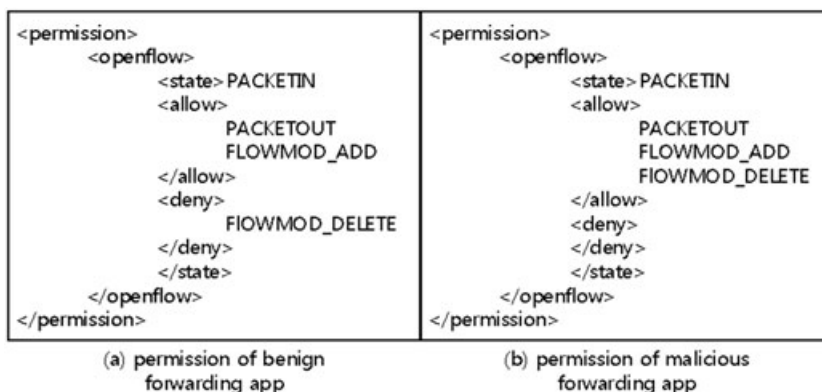 <permission>
<openflow>
<state> PACKETIN
<allow>
PACKETOUT
FLOWMOD_ADD
</allow>
<deny>
FlOWMOD_DELETE
</deny>
</state>
</openflow>
</permission>
(a) permission of benign
forwarding app
<permission>
<openflow>
<state> PACKETIN
<allow>
PACKETOUT
FLOWMOD_ADD
FlOWMOD_DELETE
</allow>
<deny>
</deny>
</state>
</openflow>
</permission>
(b) permission of malicious
forwarding app